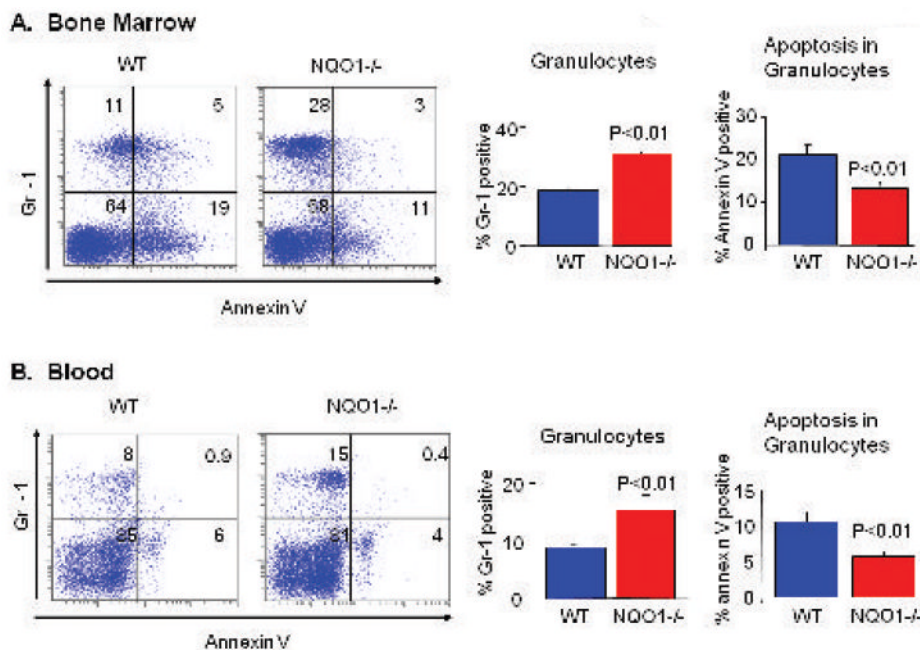 A. Bone Marrow
WT
NQO1-/-
11
5
28
3
64
19
11
Gr -1
Annexin V
Granulocytes
% Gr-1 positive
40
20
0
P<0.01
WT
NQO1-/-
Apoptosis in
Granulocytes
% Annexin V positive
30
20
10
0
P<0.01
WT
NQO1-/-
B. Blood
WT
NQO1-/-
8
0.9
15
0.4
6
4
Gr -1
Annexin V
Granulocytes
% Gr-1 positive
20
10
0
P<0.01
WT
NQO1-/-
Apoptosis in
Granulocytes
% annexin V positive
15
10
5
0
P<0.01
WT
NQO1-/-